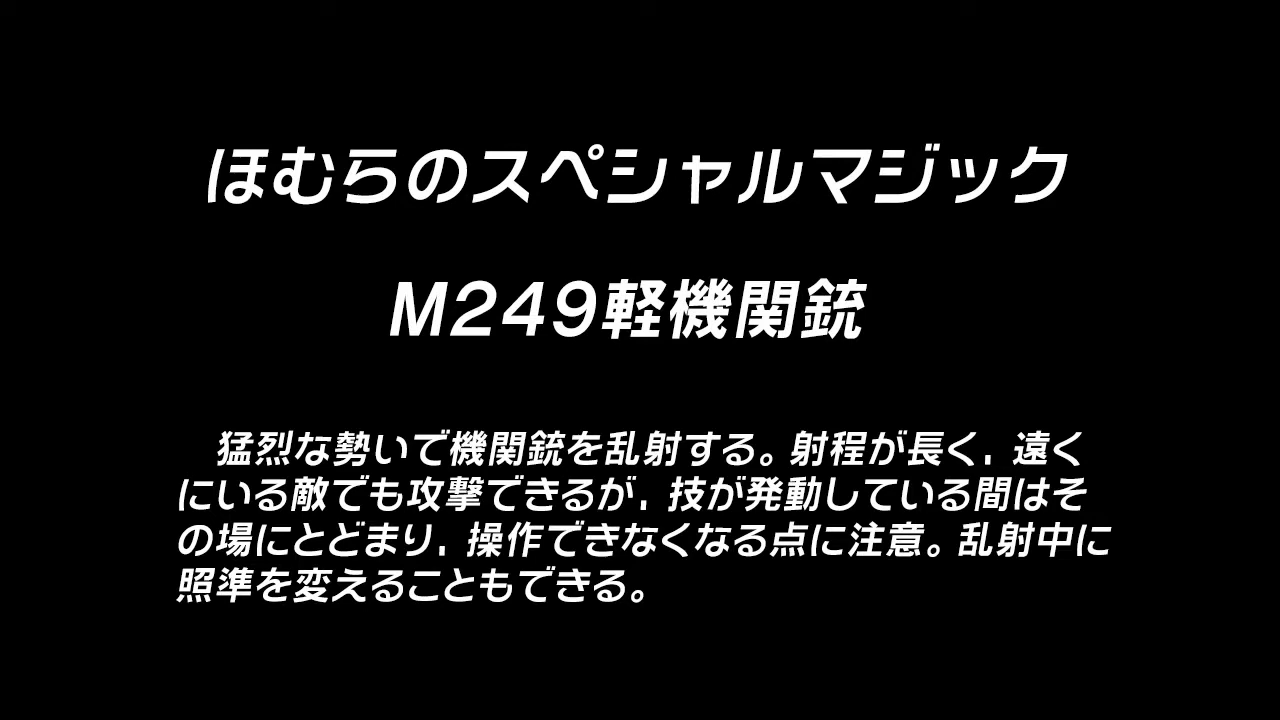 ほむらのスペシャルマジック
M249軽機関銃
猛烈な勢いで機関銃を乱射する。射程が長く，遠く
にいる敵でも攻撃できるが，技が発動している間はそ
の場にとどまり，操作できなくなる点に注意。乱射中に
照準を変えることもできる。